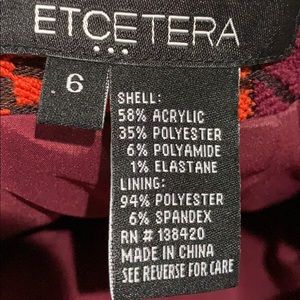 ETCETERA
6
SHELL:
58% ACRYLIC
35% POLYESTER
6% POLYAMIDE
1% ELASTANE
LINING:
94% POLYESTER
6% SPANDEX
RN # 138420
MADE IN CHINA
SEE REVERSE FOR CARE